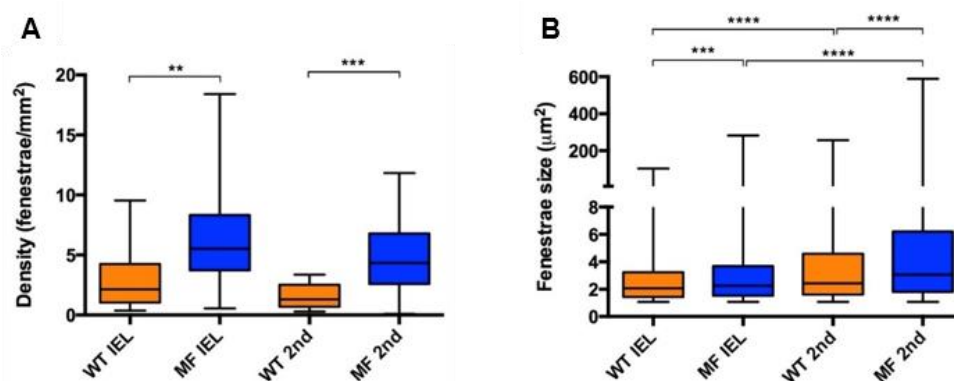 A
Density (fenestrae/mm²)
20
15
10
5
0
**
***
WT IEL
MF IEL
WT 2nd
MF 2nd
B
Fenestrae size (μm²)
600
400
200
8
6
4
2
0
****
****
***
****
WT IEL
MF IEL
WT 2nd
MF 2nd